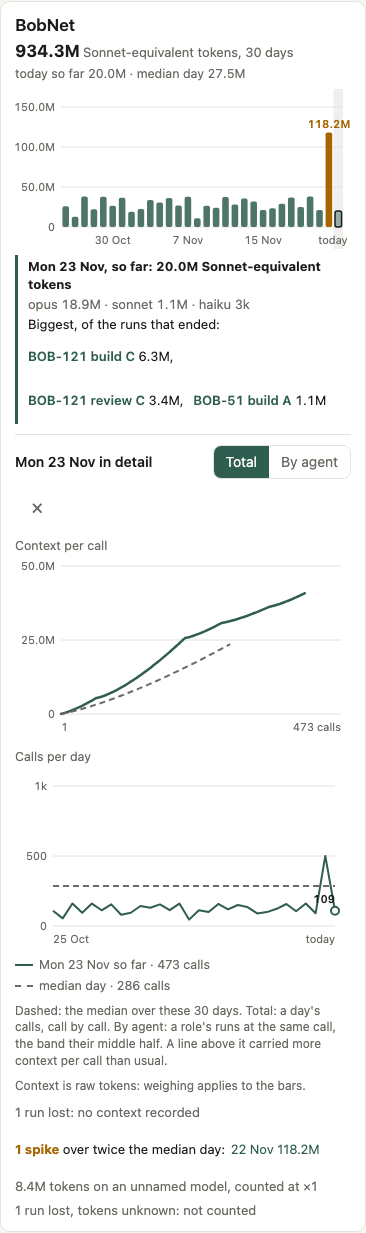 BobNet
934.3M Sonnet-equivalent tokens, 30 days
today so far 20.0M · median day 27.5M
150.0M
118.2M
100.0M
50.0M
0
30 Oct
7 Nov
15 Nov
today
Mon 23 Nov, so far: 20.0M Sonnet-equivalent
tokens
opus 18.9M · sonnet 1.1M · haiku 3k
Biggest, of the runs that ended:
BOB-121 build C 6.3M,
BOB-121 review C 3.4M, BOB-51 build A 1.1M
Mon 23 Nov in detail
Total
By agent
×
Context per call
50.0M
25.0M
0
1
473 calls
Calls per day
1k
500
109
0
25 Oct
today
Mon 23 Nov so far · 473 calls
median day · 286 calls
Dashed: the median over these 30 days. Total: a day's
calls, call by call. By agent: a role's runs at the same call,
the band their middle half. A line above it carried more
context per call than usual.
Context is raw tokens: weighing applies to the bars.
1 run lost: no context recorded
1 spike over twice the median day: 22 Nov 118.2M
8.4M tokens on an unnamed model, counted at ×1
1 run lost, tokens unknown: not counted